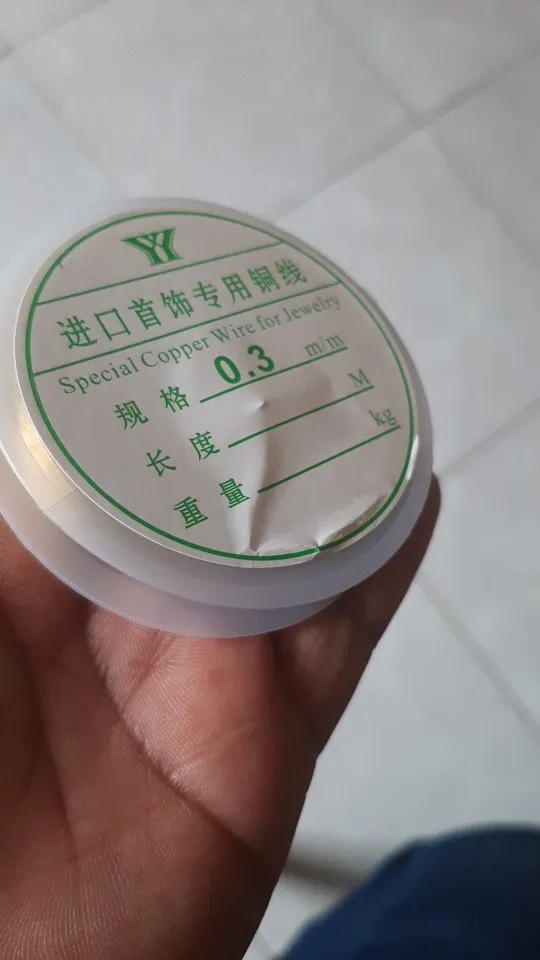 进口首饰专用铜线
Special Copper Wire for Jewelry
规格 0.3 m/m
长度 M
重量 kg